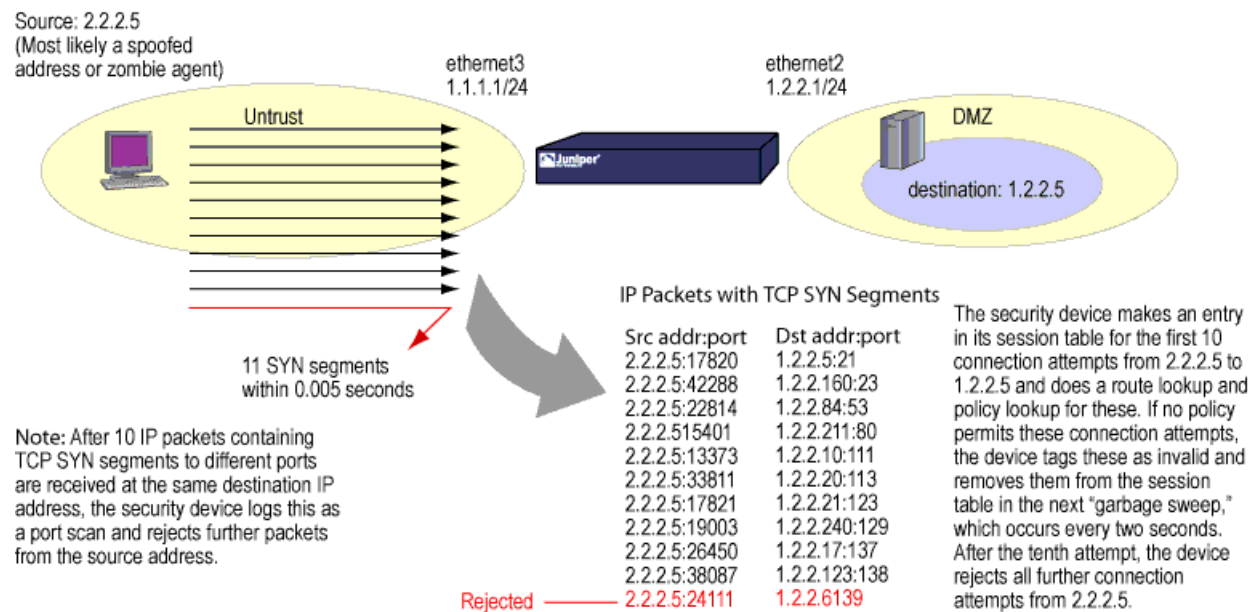 Source: 2.2.2.5
(Most likely a spoofed
address or zombie agent)
ethernet3
1.1.1.1/24
ethernet2
1.2.2.1/24
Untrust
Juniper
DMZ
destination: 1.2.2.5
11 SYN segments
within 0.005 seconds
Note: After 10 IP packets containing
TCP SYN segments to different ports
are received at the same destination IP
address, the security device logs this as
a port scan and rejects further packets
from the source address.
IP Packets with TCP SYN Segments
Src addr:port Dst addr:port
2.2.2.5:17820 1.2.2.5:21
2.2.2.5:42288 1.2.2.160:23
2.2.2.5:22814 1.2.2.84:53
2.2.2.515401 1.2.2.211:80
2.2.2.5:13373 1.2.2.10:111
2.2.2.5:33811 1.2.2.20:113
2.2.2.5:17821 1.2.2.21:123
2.2.2.5:19003 1.2.2.240:129
2.2.2.5:26450 1.2.2.17:137
2.2.2.5:38087 1.2.2.123:138
Rejected 2.2.2.5:24111 1.2.2.6139
The security device makes an entry
in its session table for the first 10
connection attempts from 2.2.2.5 to
1.2.2.5 and does a route lookup and
policy lookup for these. If no policy
permits these connection attempts,
the device tags these as invalid and
removes them from the session
table in the next “garbage sweep,”
which occurs every two seconds.
After the tenth attempt, the device
rejects all further connection
attempts from 2.2.2.5.